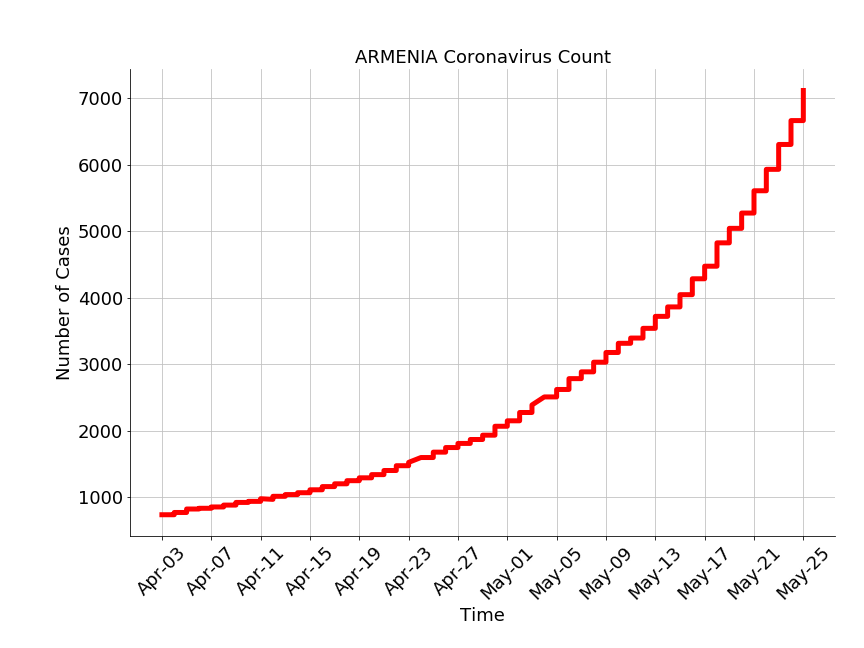 ARMENIA Coronavirus Count
7000
6000
5000
4000
3000
2000
1000
Number of Cases
Apr-03
Apr-07
Apr-11
Apr-15
Apr-19
Apr-23
Apr-27
May-01
May-05
May-09
May-13
May-17
May-21
May-25
Time